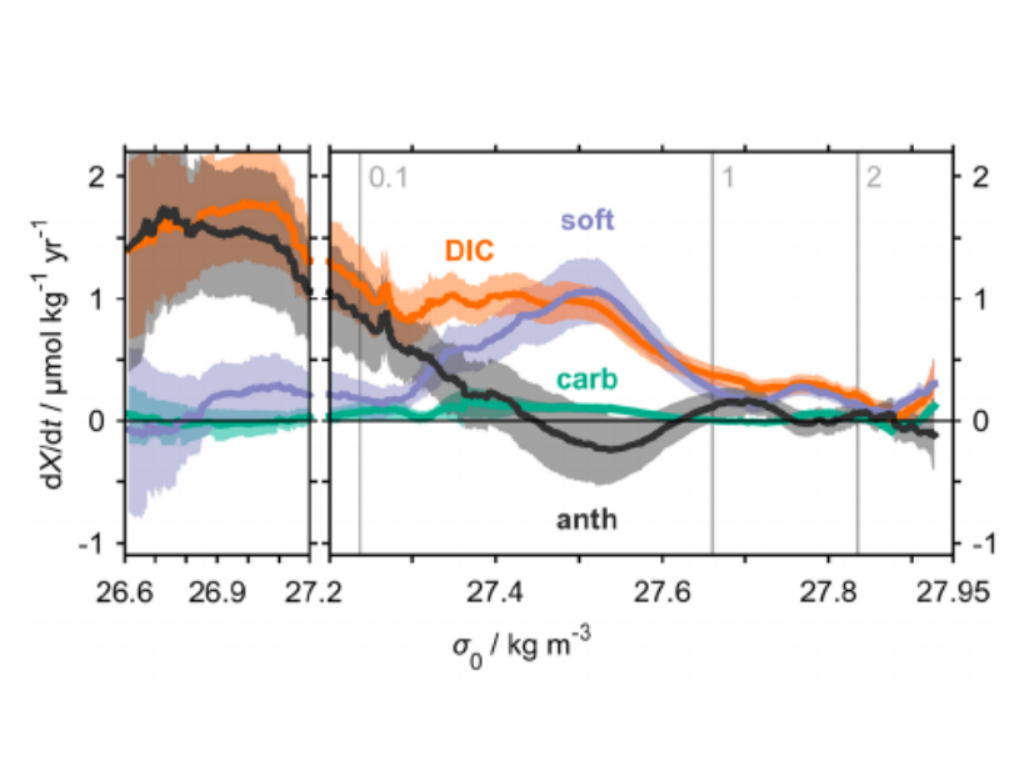 2 0.1 1 2 2
soft
DIC
1 1
carb
0 0
anth
-1 -1
dX/dt / μmol kg⁻¹ yr⁻¹
26.6 26.9 27.2 27.4 27.6 27.8 27.95
σ₀ / kg m⁻³